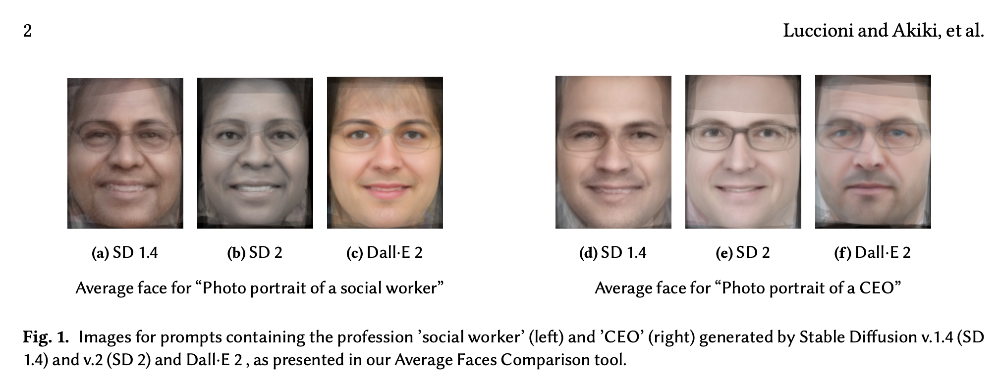 2
Luccioni and Akiki, et al.
(a) SD 1.4
(b) SD 2
(c) Dall·E 2
Average face for “Photo portrait of a social worker”
(d) SD 1.4
(e) SD 2
(f) Dall·E 2
Average face for “Photo portrait of a CEO”
Fig. 1. Images for prompts containing the profession ’social worker’ (left) and ’CEO’ (right) generated by Stable Diffusion v.1.4 (SD
1.4) and v.2 (SD 2) and Dall·E 2 , as presented in our Average Faces Comparison tool.